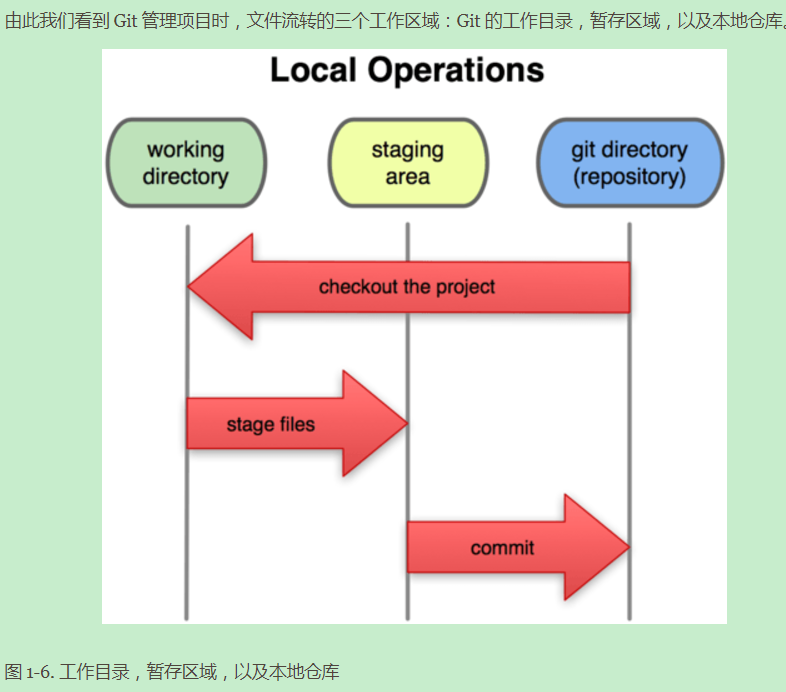 由此我们看到 Git 管理项目时，文件流转的三个工作区域：Git 的工作目录，暂存区域，以及本地仓库。
Local Operations
working
directory
staging
area
git directory
(repository)
checkout the project
stage files
commit
图 1-6. 工作目录，暂存区域，以及本地仓库